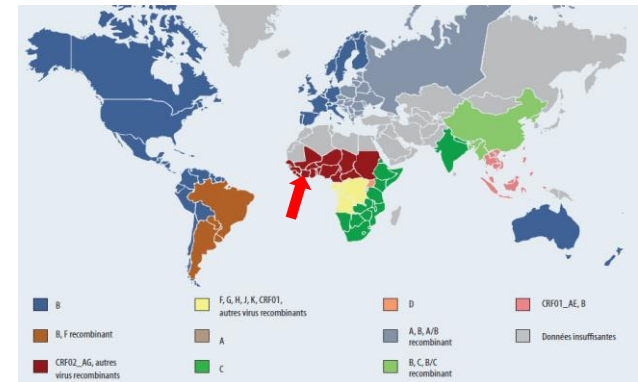 B
F, G, H, J, K, CRF01,
autres virus recombinants
D
CRF01_AE, B
B, F recombinant
A
A, B, A/B
recombinant
Données insuffisantes
CRF02_AG, autres
virus recombinants
C
B, C, B/C
recombinant